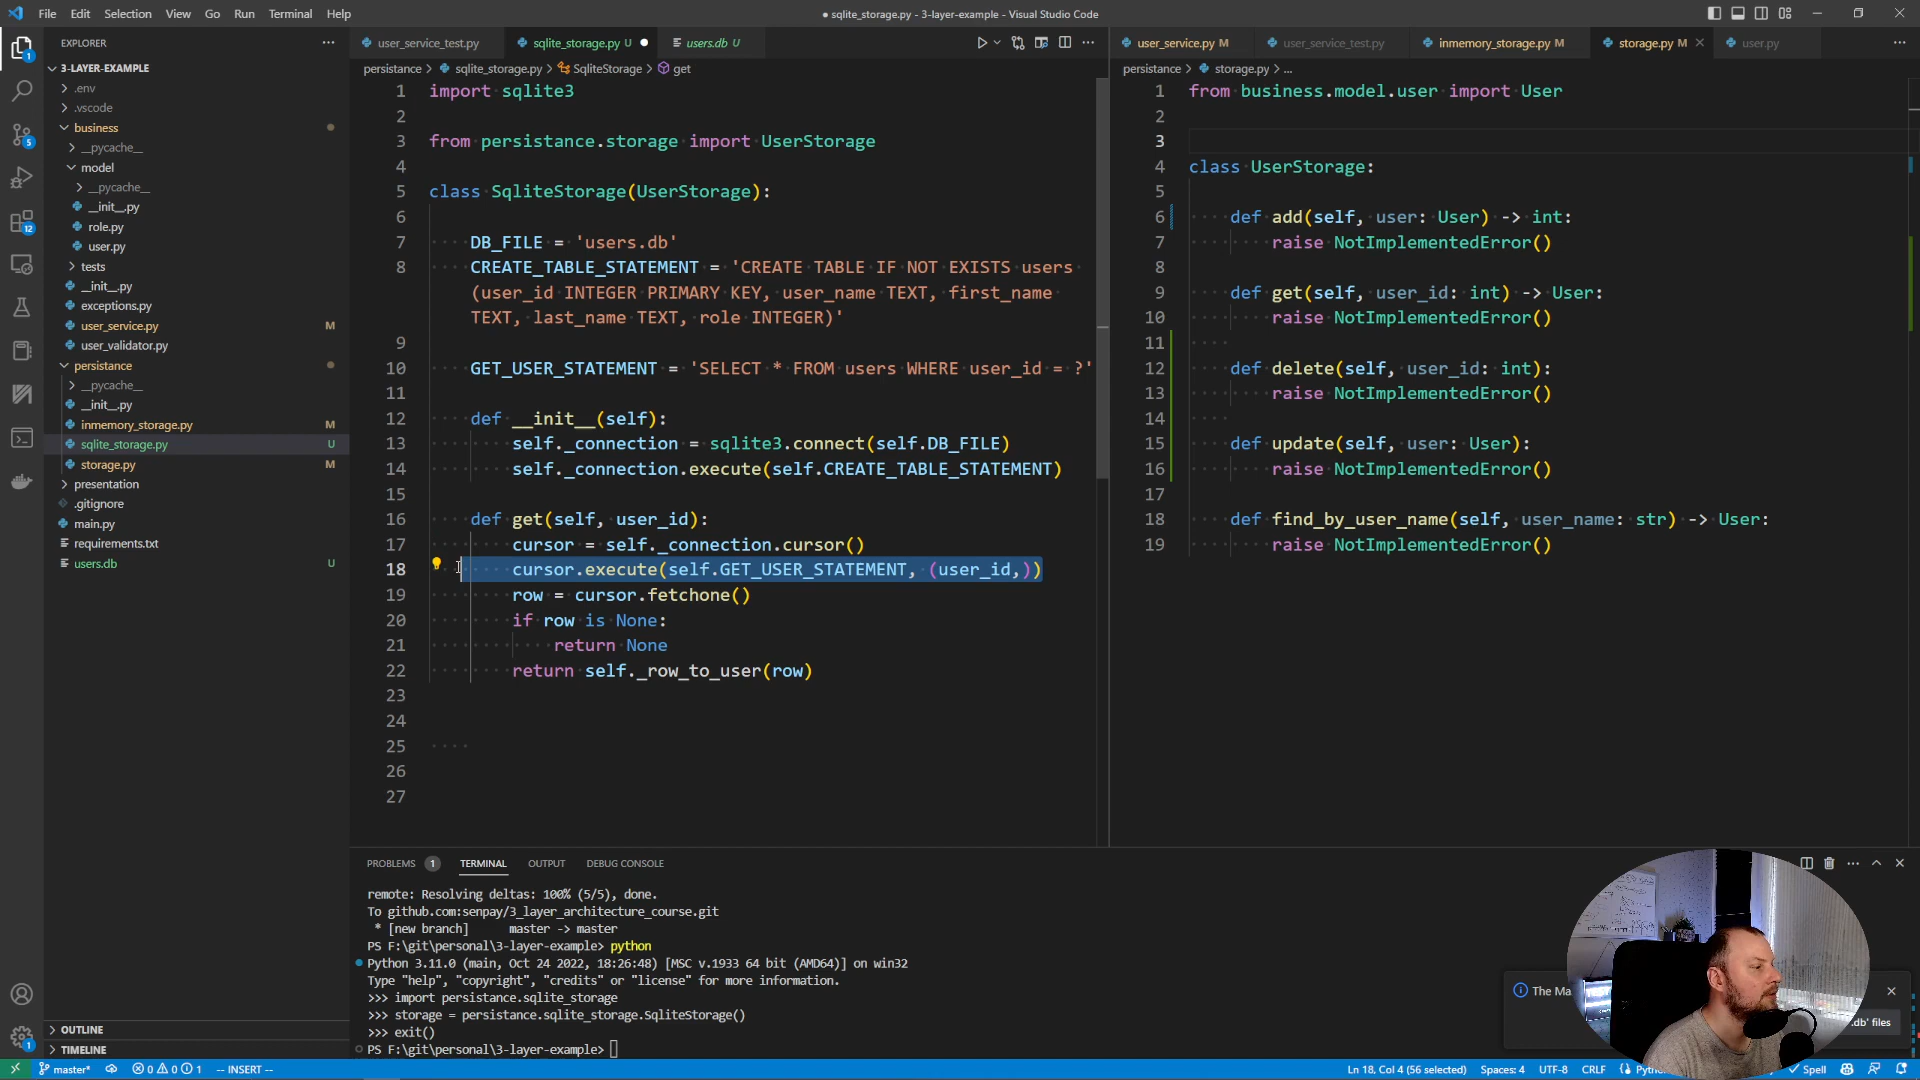 File Edit Selection View Go Run Terminal Help
● sqlite_storage.py - 3-layer-example - Visual Studio Code
EXPLORER
3-LAYER-EXAMPLE
.env
.vscode
business
__pycache__
model
__pycache__
__init__.py
role.py
user.py
tests
__init__.py
exceptions.py
user_service.py M
user_validator.py
persistance
__pycache__
__init__.py
inmemory_storage.py M
sqlite_storage.py U
storage.py M
presentation
.gitignore
main.py
requirements.txt
users.db U
OUTLINE
TIMELINE
user_service_test.py sqlite_storage.py U ● users.db U
persistance > sqlite_storage.py > SqliteStorage > get
1 import sqlite3
2
3 from persistance.storage import UserStorage
4
5 class SqliteStorage(UserStorage):
6
7 DB_FILE = 'users.db'
8 CREATE_TABLE_STATEMENT = 'CREATE TABLE IF NOT EXISTS users
(user_id INTEGER PRIMARY KEY, user_name TEXT, first_name
TEXT, last_name TEXT, role INTEGER)'
9
10 GET_USER_STATEMENT = 'SELECT * FROM users WHERE user_id = ?'
11
12 def __init__(self):
13 self._connection = sqlite3.connect(self.DB_FILE)
14 self._connection.execute(self.CREATE_TABLE_STATEMENT)
15
16 def get(self, user_id):
17 cursor = self._connection.cursor()
18 cursor.execute(self.GET_USER_STATEMENT, (user_id,))
19 row = cursor.fetchone()
20 if row is None:
21 return None
22 return self._row_to_user(row)
23
24
25
26
27
user_service.py M user_service_test.py inmemory_storage.py M storage.py M user.py
persistance > storage.py > ...
1 from business.model.user import User
2
3
4 class UserStorage:
5
6 def add(self, user: User) -> int:
7 raise NotImplementedError()
8
9 def get(self, user_id: int) -> User:
10 raise NotImplementedError()
11
12 def delete(self, user_id: int):
13 raise NotImplementedError()
14
15 def update(self, user: User):
16 raise NotImplementedError()
17
18 def find_by_user_name(self, user_name: str) -> User:
19 raise NotImplementedError()
PROBLEMS 1 TERMINAL OUTPUT DEBUG CONSOLE
remote: Resolving deltas: 100% (5/5), done.
To github.com:senpay/3_layer_architecture_course.git
* [new branch] master -> master
PS F:\git\personal\3-layer-example> python
Python 3.11.0 (main, Oct 24 2022, 18:26:48) [MSC v.1933 64 bit (AMD64)] on win32
Type "help", "copyright", "credits" or "license" for more information.
>>> import persistance.sqlite_storage
>>> storage = persistance.sqlite_storage.SqliteStorage()
>>> exit()
PS F:\git\personal\3-layer-example>
The
.db' files
master* 0 0 1 -- INSERT --
Ln 18, Col 4 (56 selected) Spaces: 4 UTF-8 CRLF Spell